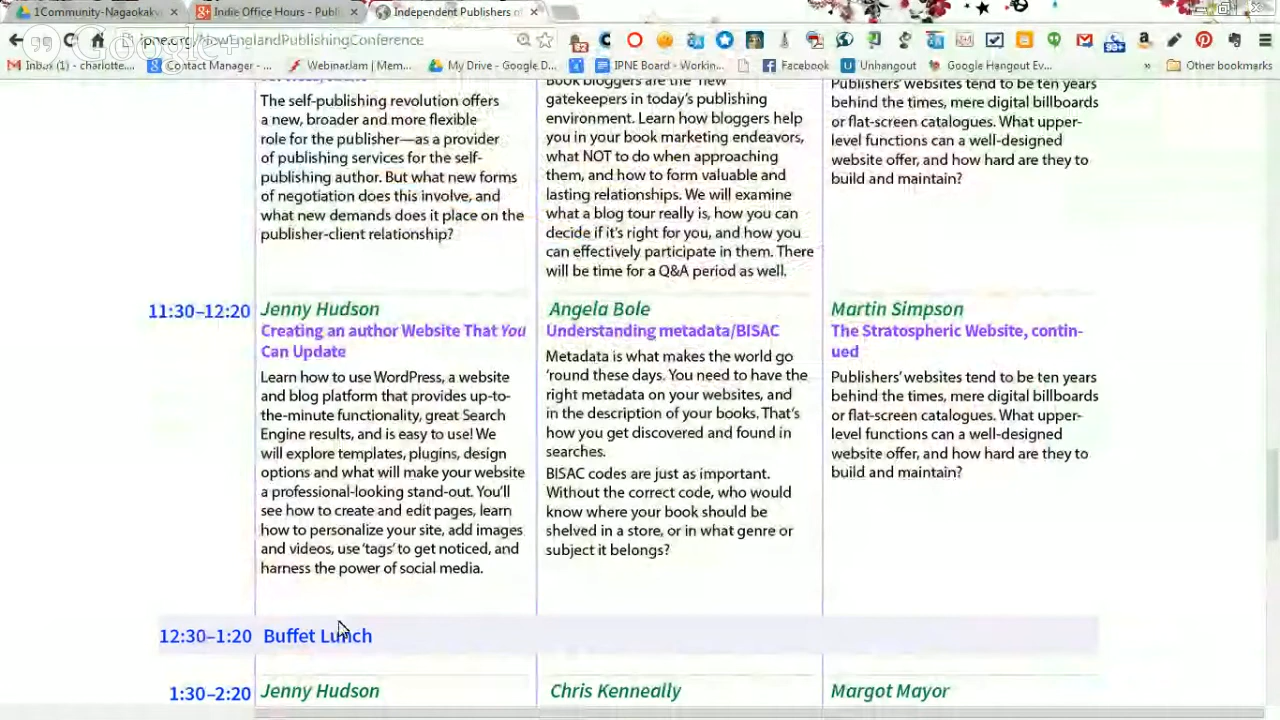 1Community-Nagaokakv
Indie Office Hours - Publ
Independent Publishers of
ipne.org/NewEnglandPublishingConference
Google+
82
99+
Inbox (1) - charlotte....
Contact Manager - ...
WebinarJam | Mem...
My Drive - Google D...
IPNE Board - Workin...
Facebook
Unhangout
Google Hangout Ev...
Other bookmarks
The self-publishing revolution offers
a new, broader and more flexible
role for the publisher—as a provider
of publishing services for the self-
publishing author. But what new forms
of negotiation does this involve, and
what new demands does it place on the
publisher-client relationship?
Book bloggers are the 'new'
gatekeepers in today's publishing
environment. Learn how bloggers help
you in your book marketing endeavors,
what NOT to do when approaching
them, and how to form valuable and
lasting relationships. We will examine
what a blog tour really is, how you can
decide if it's right for you, and how you
can effectively participate in them. There
will be time for a Q&A period as well.
Publishers' websites tend to be ten years
behind the times, mere digital billboards
or flat-screen catalogues. What upper-
level functions can a well-designed
website offer, and how hard are they to
build and maintain?
11:30–12:20
Jenny Hudson
Creating an author Website That You
Can Update
Learn how to use WordPress, a website
and blog platform that provides up-to-
the-minute functionality, great Search
Engine results, and is easy to use! We
will explore templates, plugins, design
options and what will make your website
a professional-looking stand-out. You'll
see how to create and edit pages, learn
how to personalize your site, add images
and videos, use 'tags' to get noticed, and
harness the power of social media.
Angela Bole
Understanding metadata/BISAC
Metadata is what makes the world go
'round these days. You need to have the
right metadata on your websites, and
in the description of your books. That's
how you get discovered and found in
searches.
BISAC codes are just as important.
Without the correct code, who would
know where your book should be
shelved in a store, or in what genre or
subject it belongs?
Martin Simpson
The Stratospheric Website, contin-
ued
Publishers' websites tend to be ten years
behind the times, mere digital billboards
or flat-screen catalogues. What upper-
level functions can a well-designed
website offer, and how hard are they to
build and maintain?
12:30–1:20 Buffet Lunch
1:30–2:20
Jenny Hudson
Chris Kenneally
Margot Mayor